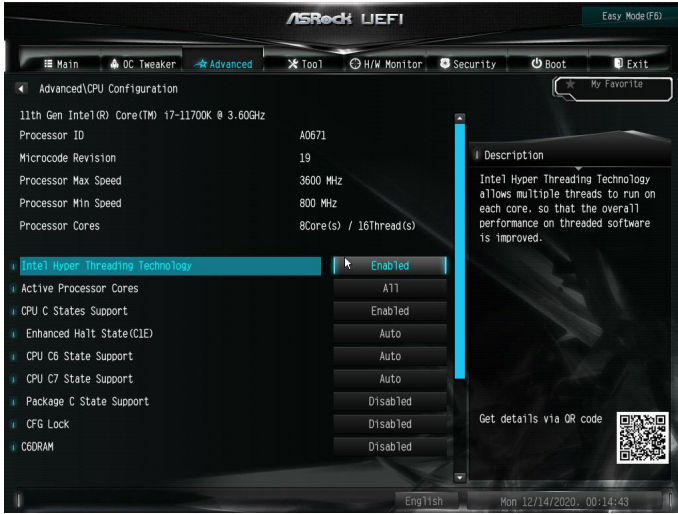 ASRock UEFI
Easy Mode(F6)
Main OC Tweaker Advanced Tool H/W Monitor Security Boot Exit
Advanced\CPU Configuration
My Favorite
11th Gen Intel(R) Core(TM) i7-11700K @ 3.60GHz
Processor ID A0671
Microcode Revision 19
Processor Max Speed 3600 MHz
Processor Min Speed 800 MHz
Processor Cores 8Core(s) / 16Thread(s)
Intel Hyper Threading Technology Enabled
Active Processor Cores All
CPU C States Support Enabled
Enhanced Halt State(C1E) Auto
CPU C6 State Support Auto
CPU C7 State Support Auto
Package C State Support Disabled
CFG Lock Disabled
C6DRAM Disabled
Description
Intel Hyper Threading Technology
allows multiple threads to run on
each core, so that the overall
performance on threaded software
is improved.
Get details via QR code
English
Mon 12/14/2020, 00:14:43